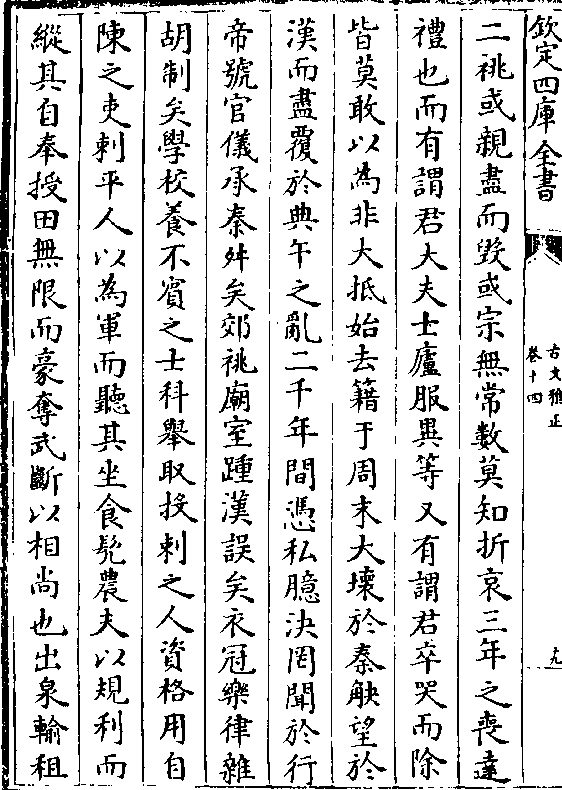 欽定四庫全書
古文雅正
卷十四
十九
二祧或親盡而毀或宗無常數莫知折衷三年之喪達
禮也而有謂君大夫士廬服異等又有謂君卒哭而除
皆莫敢以為非大抵始去籍于周末大壊於秦觖望於
漢而盡覆於典午之亂二千年間憑私臆決罔聞於行
帝號官儀承秦舛矣郊祧廟室踵漢誤矣衣冠樂律雜
胡制矣學校養不賓之士科舉取投刺之人資格用自
陳之吏刺平人以為軍而聽其坐食髠農夫以規利而
縱其自奉授田無限而豪奪武斷以相尚也出泉輸租